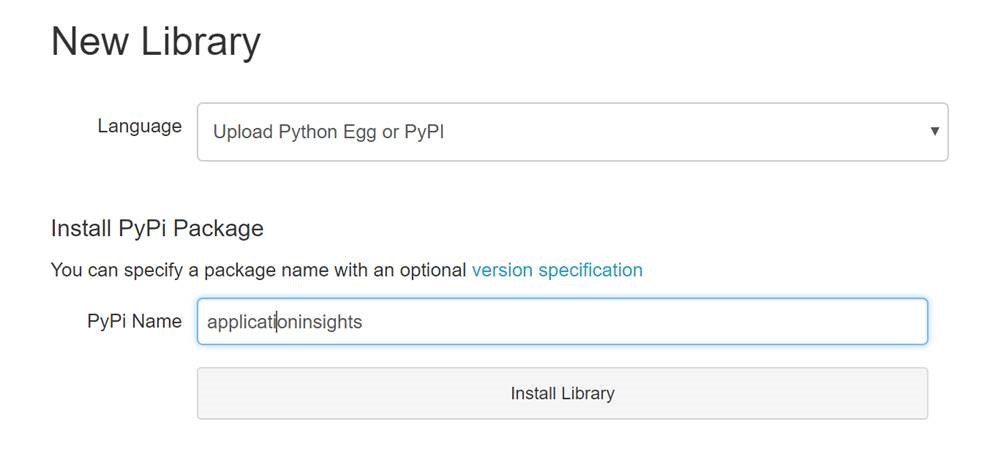 New Library
Language
Upload Python Egg or PyPI
Install PyPi Package
You can specify a package name with an optional version specification
PyPi Name
applicationinsights
Install Library